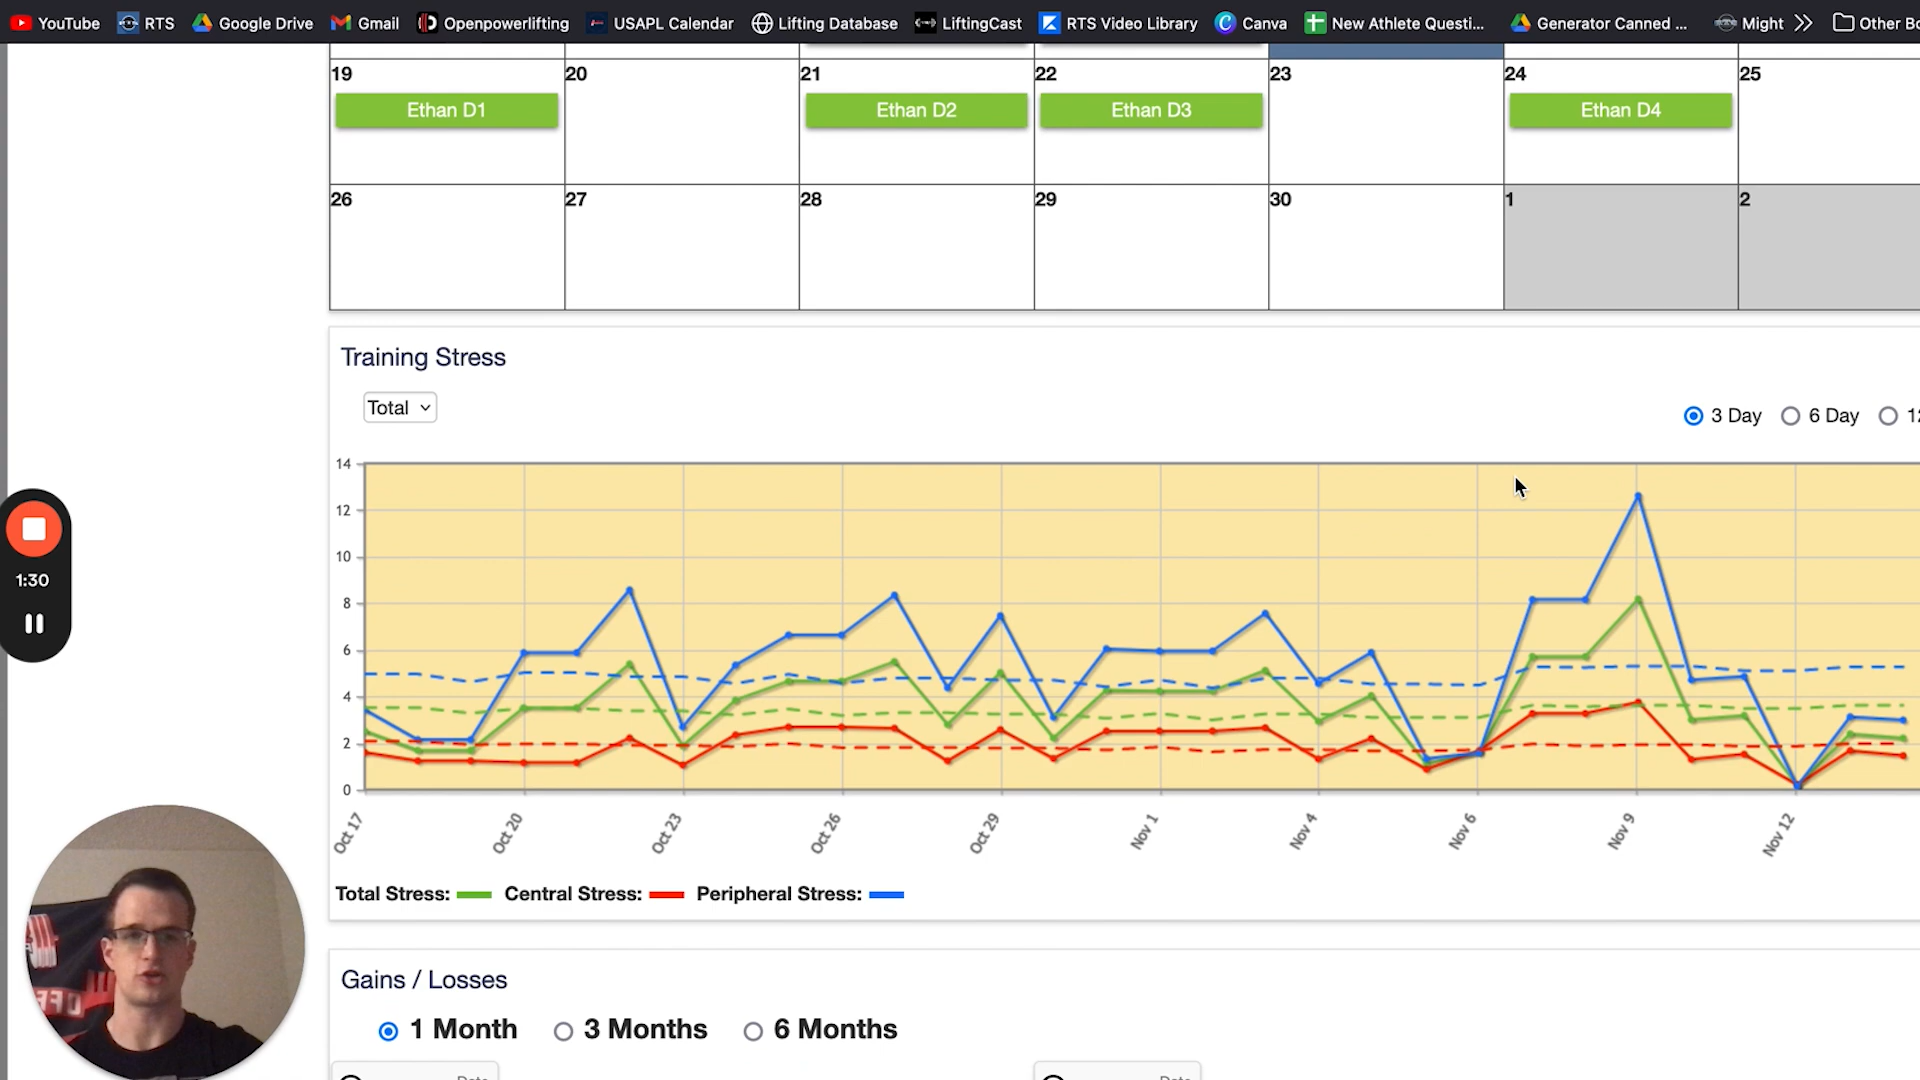 YouTube RTS Google Drive Gmail Openpowerlifting USAPL Calendar Lifting Database LiftingCast RTS Video Library Canva New Athlete Questi... Generator Canned ... Might Other Bo
19 20 21 22 23 24 25
Ethan D1 Ethan D2 Ethan D3 Ethan D4
26 27 28 29 30 1 2
Training Stress
Total
3 Day 6 Day 12
14
12
10
8
6
4
2
0
Oct 17 Oct 20 Oct 23 Oct 26 Oct 29 Nov 1 Nov 4 Nov 6 Nov 9 Nov 12
Total Stress: Central Stress: Peripheral Stress:
1:30
Gains / Losses
1 Month 3 Months 6 Months